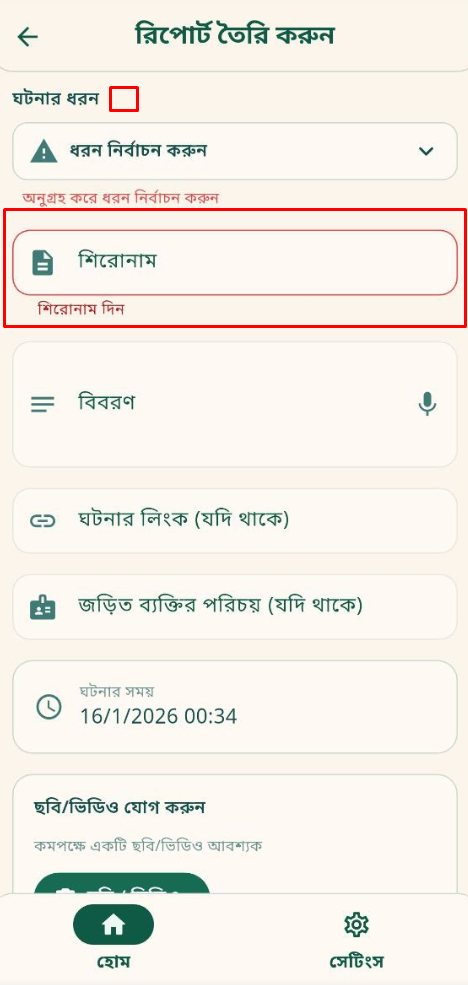 রিপোর্ট তৈরি করুন
ঘটনার ধরন
ধরন নির্বাচন করুন
অনুগ্রহ করে ধরন নির্বাচন করুন
শিরোনাম
শিরোনাম দিন
বিবরণ
ঘটনার লিংক (যদি থাকে)
জড়িত ব্যক্তির পরিচয় (যদি থাকে)
ঘটনার সময়
16/1/2026 00:34
ছবি/ভিডিও যোগ করুন
কমপক্ষে একটি ছবি/ভিডিও আবশ্যক
হোম
সেটিংস